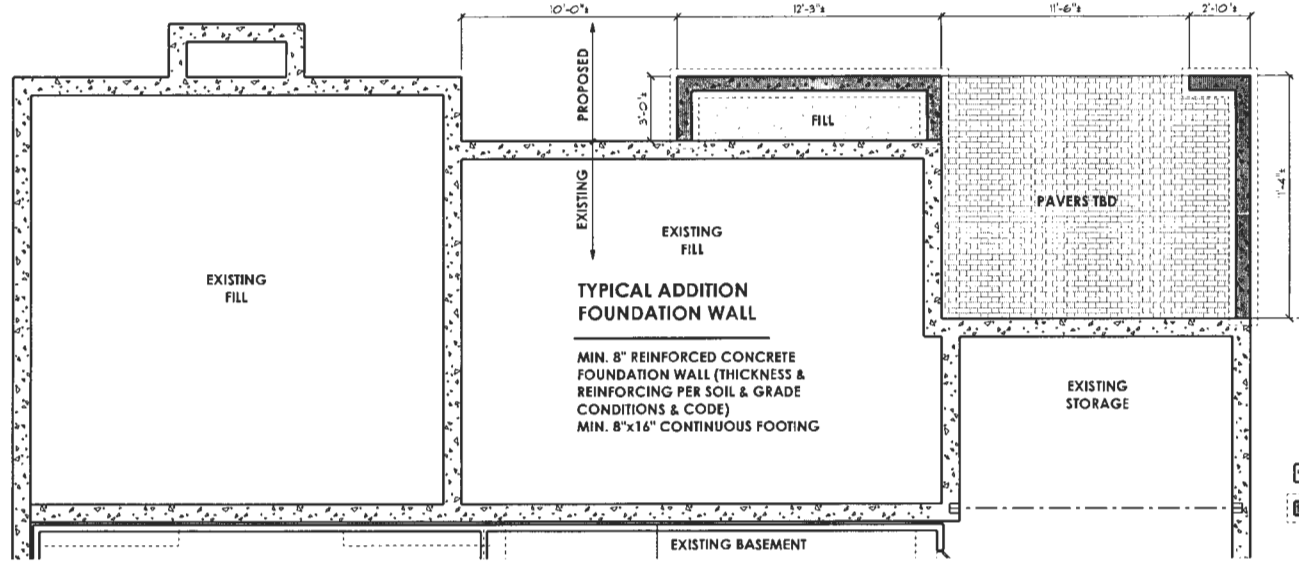 10'-0"±
12'-3"±
11'-6"±
2'-10"±
PROPOSED
EXISTING
3'-0"±
FILL
PAVERS TBD
11'-4"±
EXISTING
FILL
EXISTING
FILL
TYPICAL ADDITION
FOUNDATION WALL
MIN. 8" REINFORCED CONCRETE
FOUNDATION WALL (THICKNESS &
REINFORCING PER SOIL & GRADE
CONDITIONS & CODE)
MIN. 8"x16" CONTINUOUS FOOTING
EXISTING
STORAGE
EXISTING BASEMENT